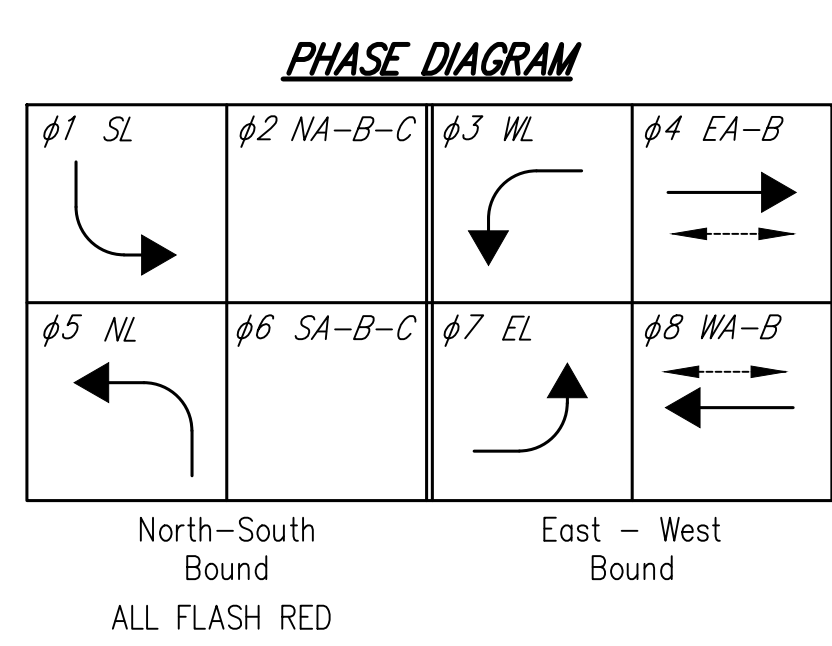 PHASE DIAGRAM
ϕ1 SL
ϕ2 NA-B-C
ϕ3 WL
ϕ4 EA-B
ϕ5 NL
ϕ6 SA-B-C
ϕ7 EL
ϕ8 WA-B
North-South
Bound
East - West
Bound
ALL FLASH RED